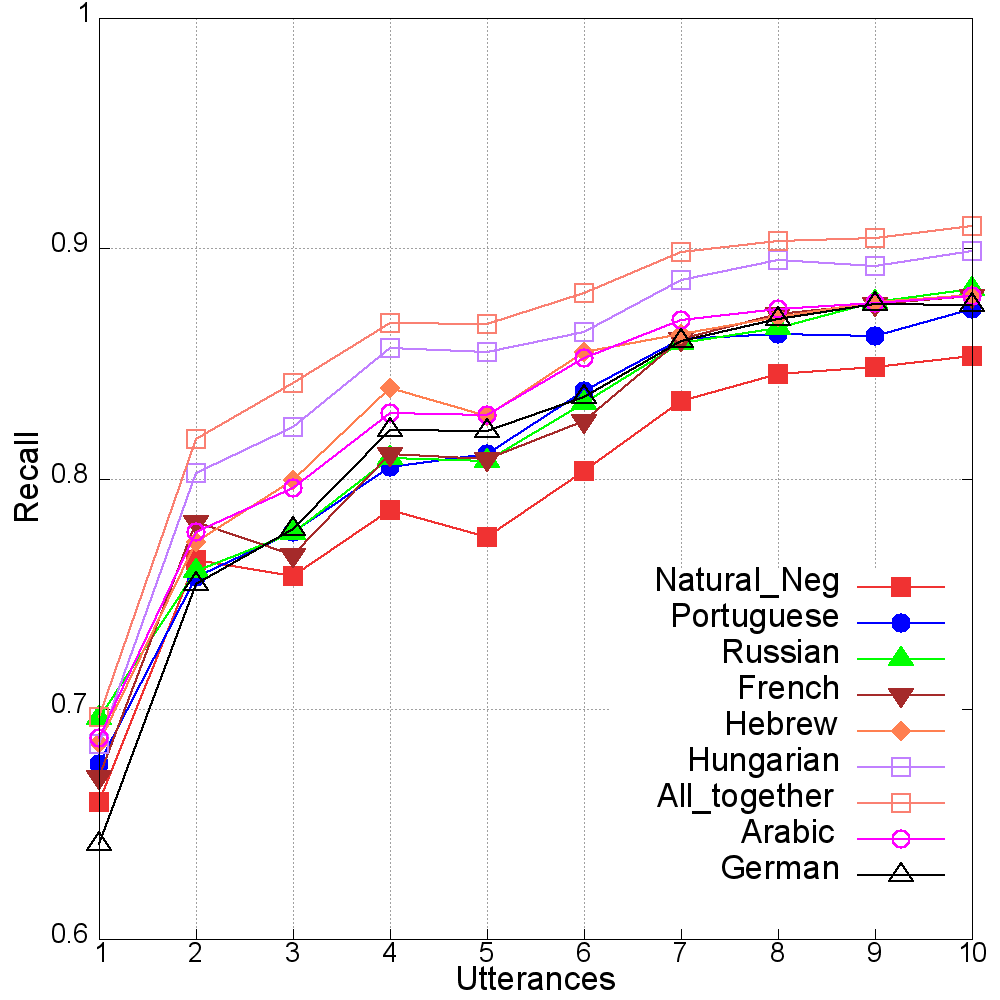 1
0.9
0.8
0.7
0.6
Recall
Natural_Neg
Portuguese
Russian
French
Hebrew
Hungarian
All_together
Arabic
German
1 2 3 4 5 6 7 8 9 10
Utterances